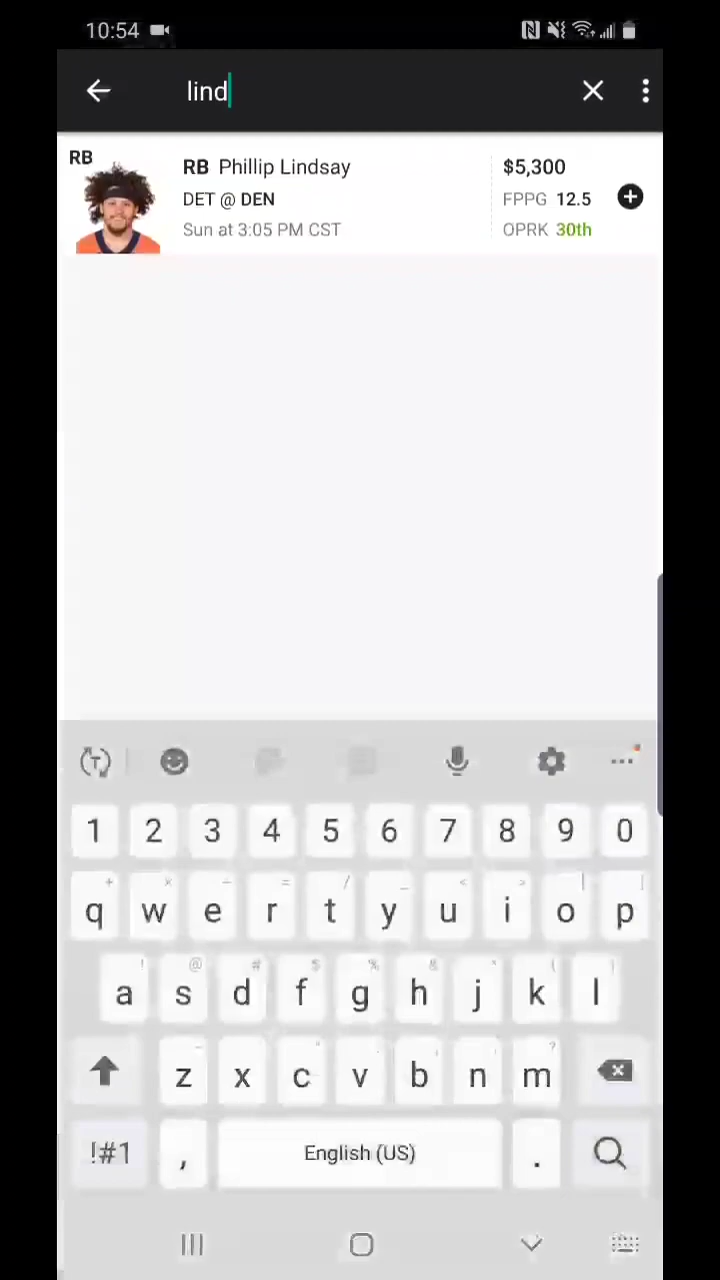 10:54
lind
RB
RB Phillip Lindsay
DET @ DEN
Sun at 3:05 PM CST
$5,300
FPPG 12.5
OPRK 30th
1 2 3 4 5 6 7 8 9 0
q w e r t y u i o p
a s d f g h j k l
z x c v b n m
!#1 , English (US) .